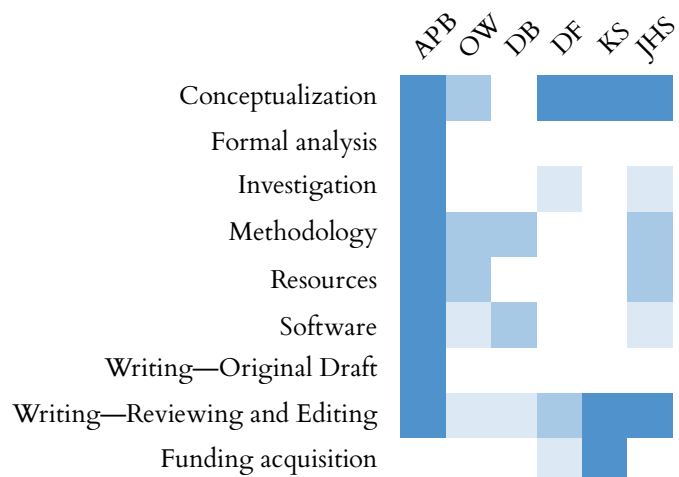 APB OW DB DF KS JHS
Conceptualization
Formal analysis
Investigation
Methodology
Resources
Software
Writing—Original Draft
Writing—Reviewing and Editing
Funding acquisition